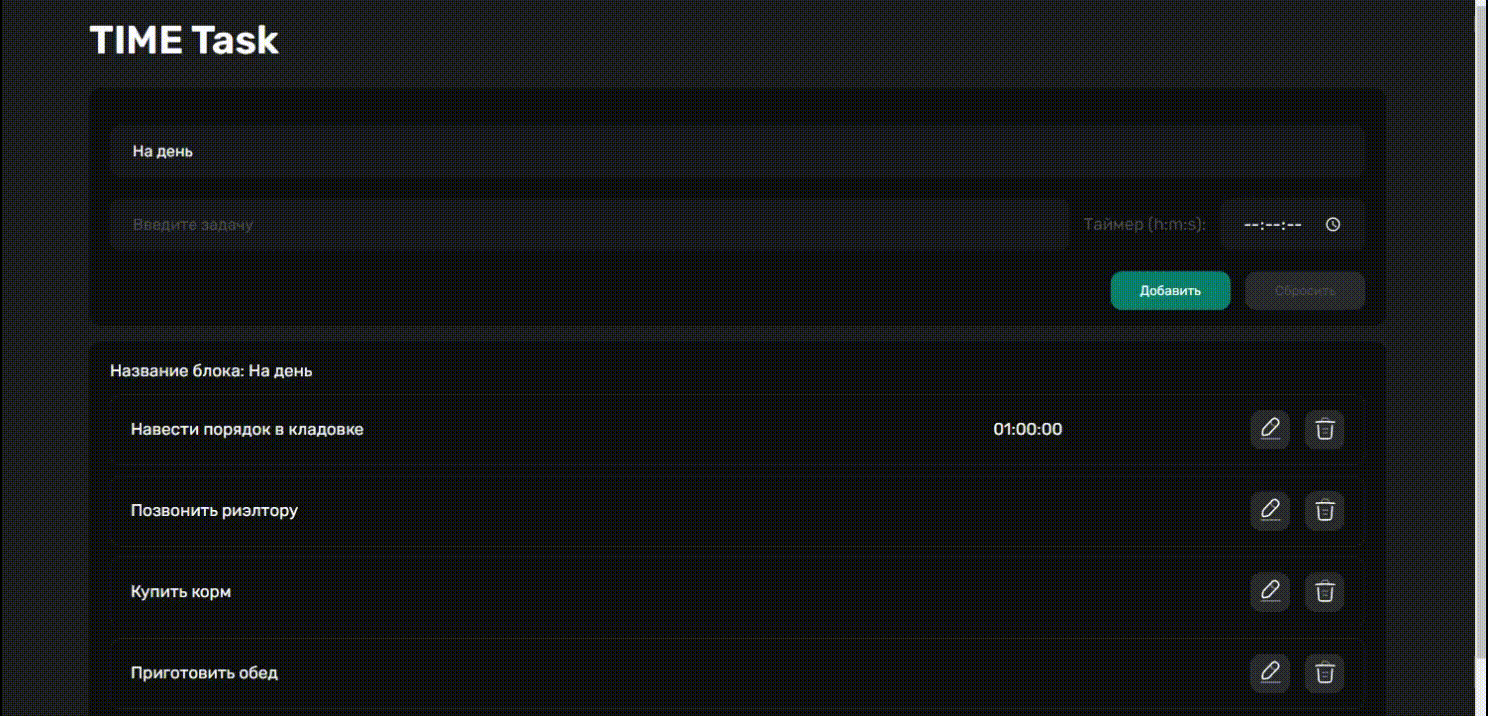 TIME Task
На день
Введите задачу
Таймер (h:m:s):
--:--:--
Добавить
Сбросить
Название блока: На день
Навести порядок в кладовке
01:00:00
Позвонить риэлтору
Купить корм
Приготовить обед